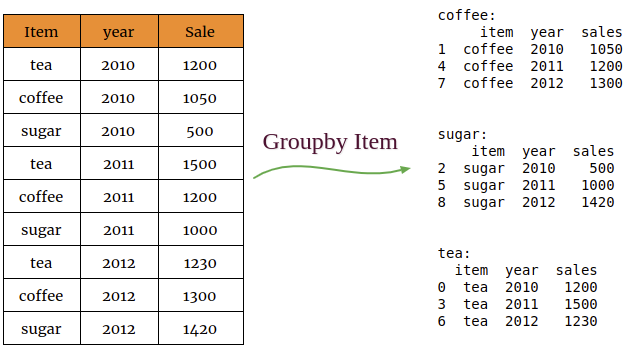 Item year Sale
tea 2010 1200
coffee 2010 1050
sugar 2010 500
tea 2011 1500
coffee 2011 1200
sugar 2011 1000
tea 2012 1230
coffee 2012 1300
sugar 2012 1420
Groupby Item
coffee:
item year sales
1 coffee 2010 1050
4 coffee 2011 1200
7 coffee 2012 1300
sugar:
item year sales
2 sugar 2010 500
5 sugar 2011 1000
8 sugar 2012 1420
tea:
item year sales
0 tea 2010 1200
3 tea 2011 1500
6 tea 2012 1230